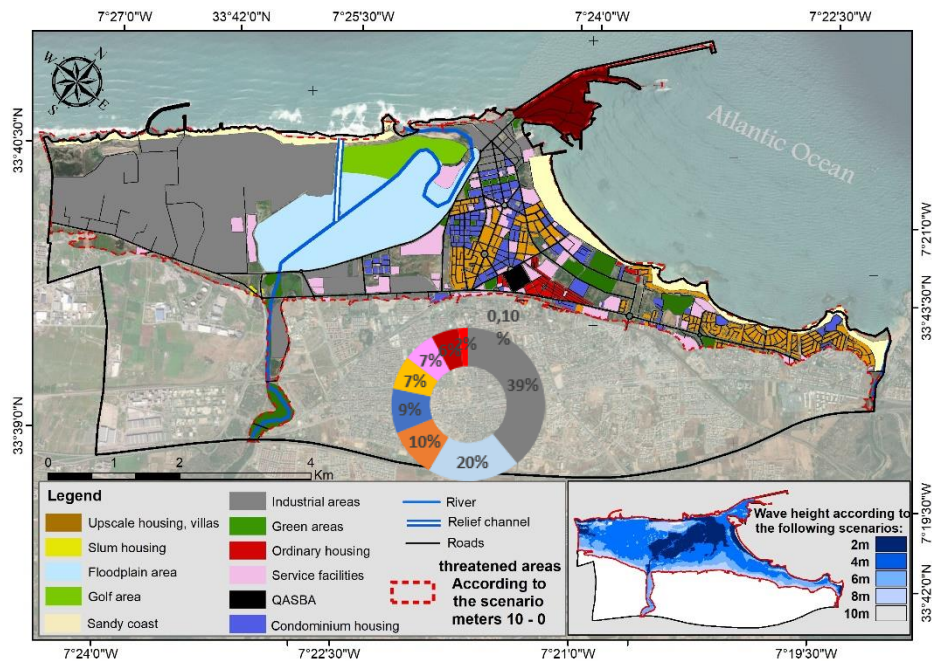 7°27'0"W
33°42'0"W
7°25'30"W
7°24'0"W
7°22'30"W
N
W
E
S
Atlantic Ocean
33°40'30"N
7°21'0"W
33°43'30"N
33°39'0"N
0,10
%
39%
20%
10%
9%
7%
7%
0
1
2
4
Km
Legend
Upscale housing, villas
Slum housing
Floodplain area
Golf area
Sandy coast
Industrial areas
Green areas
Ordinary housing
Service facilities
QASBA
Condominium housing
River
Relief channel
Roads
threatened areas
According to
the scenario
meters 10 - 0
Wave height according to
the following scenarios:
2m
4m
6m
8m
10m
7°19'30"W
33°42'0"N
7°24'0"W
7°22'30"W
7°21'0"W
7°19'30"W